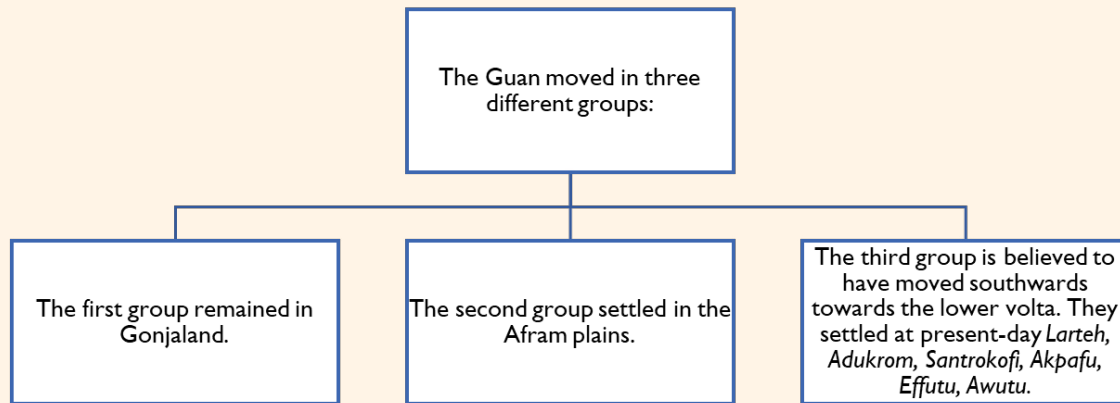 The Guan moved in three
different groups:
The first group remained in
Gonjaland.
The second group settled in the
Afram plains.
The third group is believed to
have moved southwards
towards the lower volta. They
settled at present-day Larteh,
Adukrom, Santrokofi, Akpafu,
Effutu, Awutu.